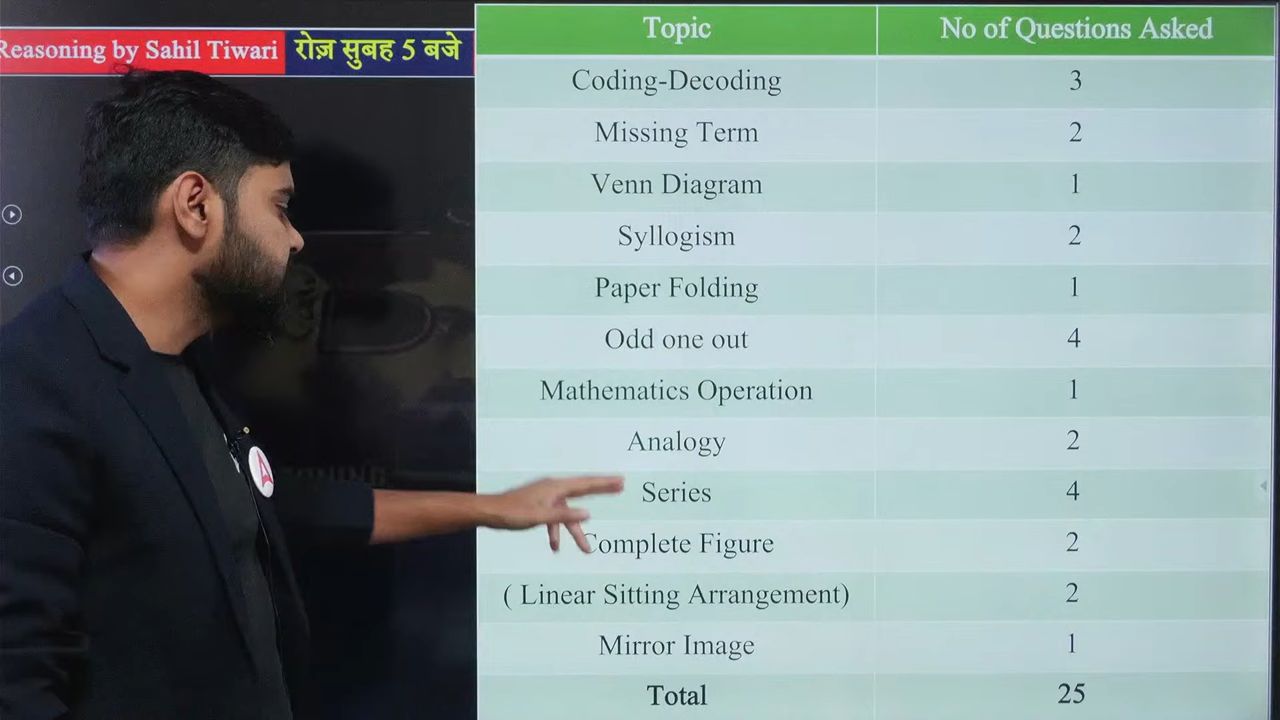 Reasoning by Sahil Tiwari रोज़ सुबह 5 बजे
Topic No of Questions Asked
Coding-Decoding 3
Missing Term 2
Venn Diagram 1
Syllogism 2
Paper Folding 1
Odd one out 4
Mathematics Operation 1
Analogy 2
Series 4
Complete Figure 2
( Linear Sitting Arrangement) 2
Mirror Image 1
Total 25